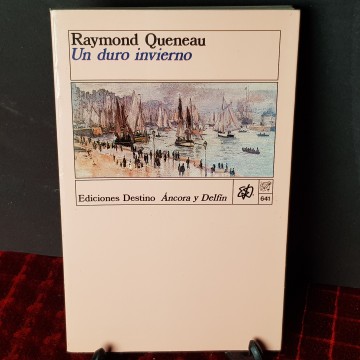 Raymond Queneau
Un duro invierno
Ediciones Destino Áncora y Delfín
641